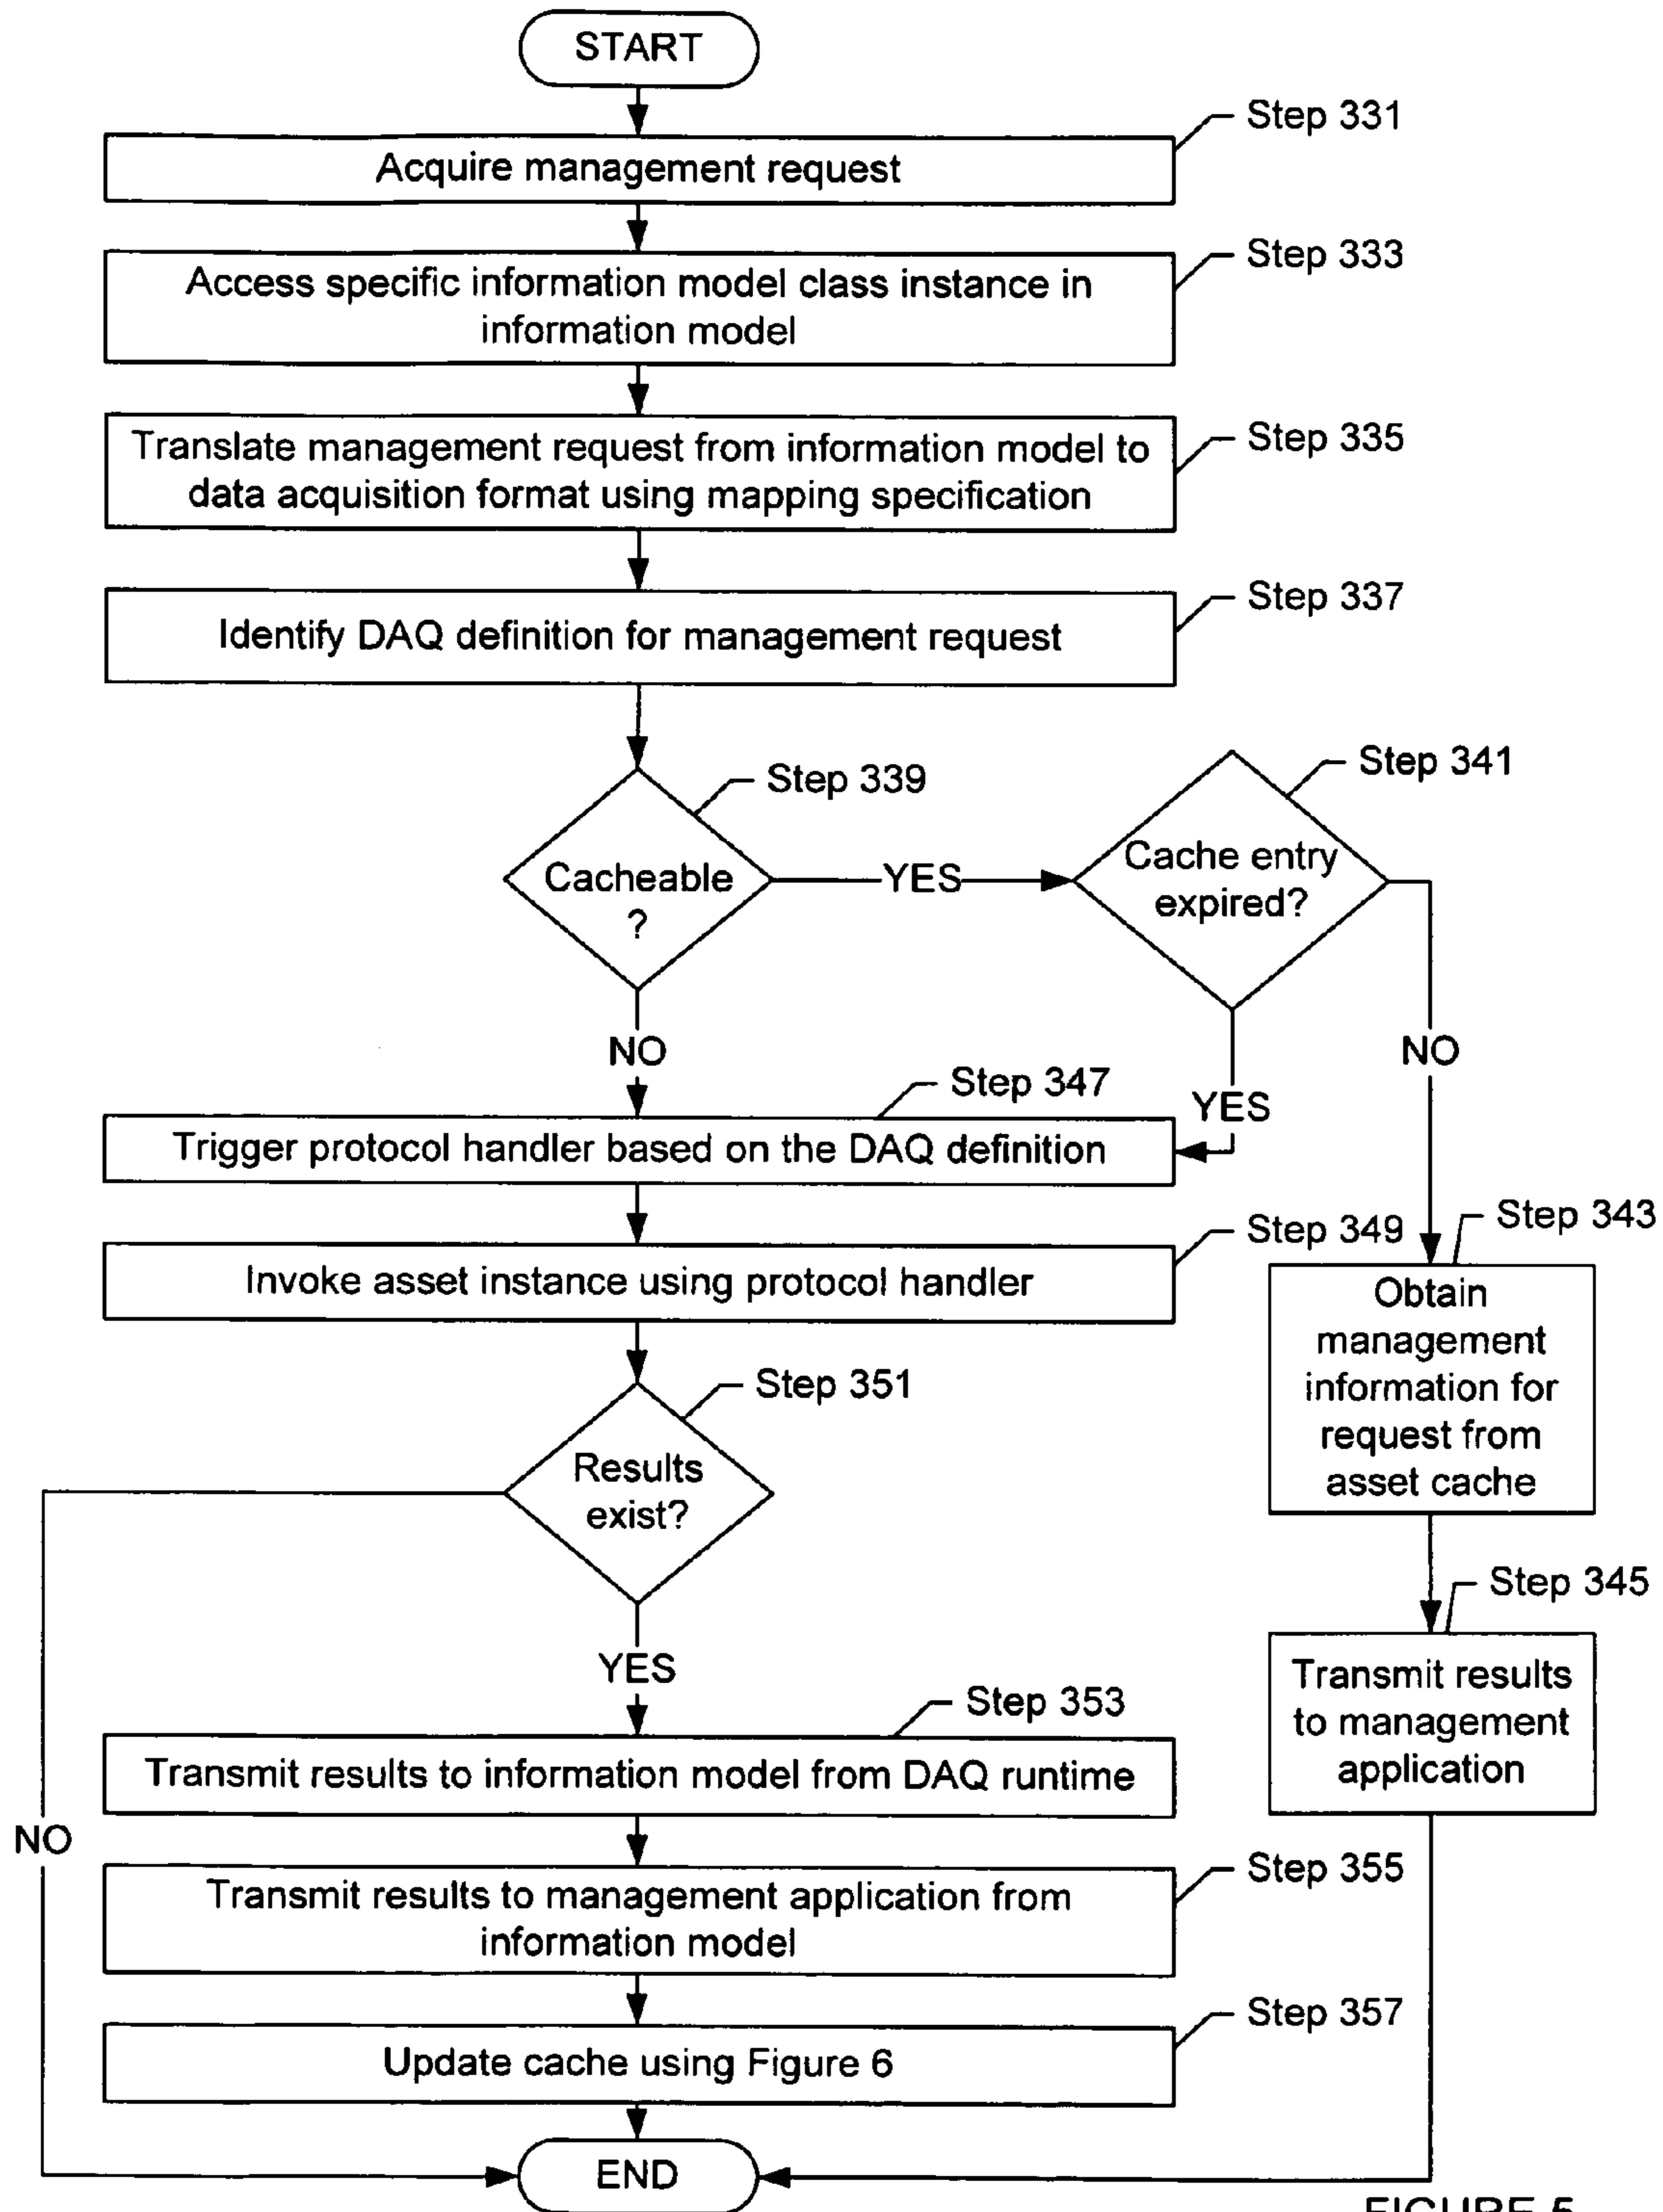 START
Step 331
Acquire management request
Step 333
Access specific information model class instance in
information model
Step 335
Translate management request from information model to
data acquisition format using mapping specification
Step 337
Identify DAQ definition for management request
Step 339
Cacheable
?
YES
Step 341
Cache entry
expired?
NO
NO
YES
Step 347
Trigger protocol handler based on the DAQ definition
Step 349
Invoke asset instance using protocol handler
Step 343
Obtain
management
information for
request from
asset cache
Step 351
Results
exist?
Step 345
Transmit results
to management
application
YES
NO
Step 353
Transmit results to information model from DAQ runtime
Step 355
Transmit results to management application from
information model
Step 357
Update cache using Figure 6
END
FIGURE 5